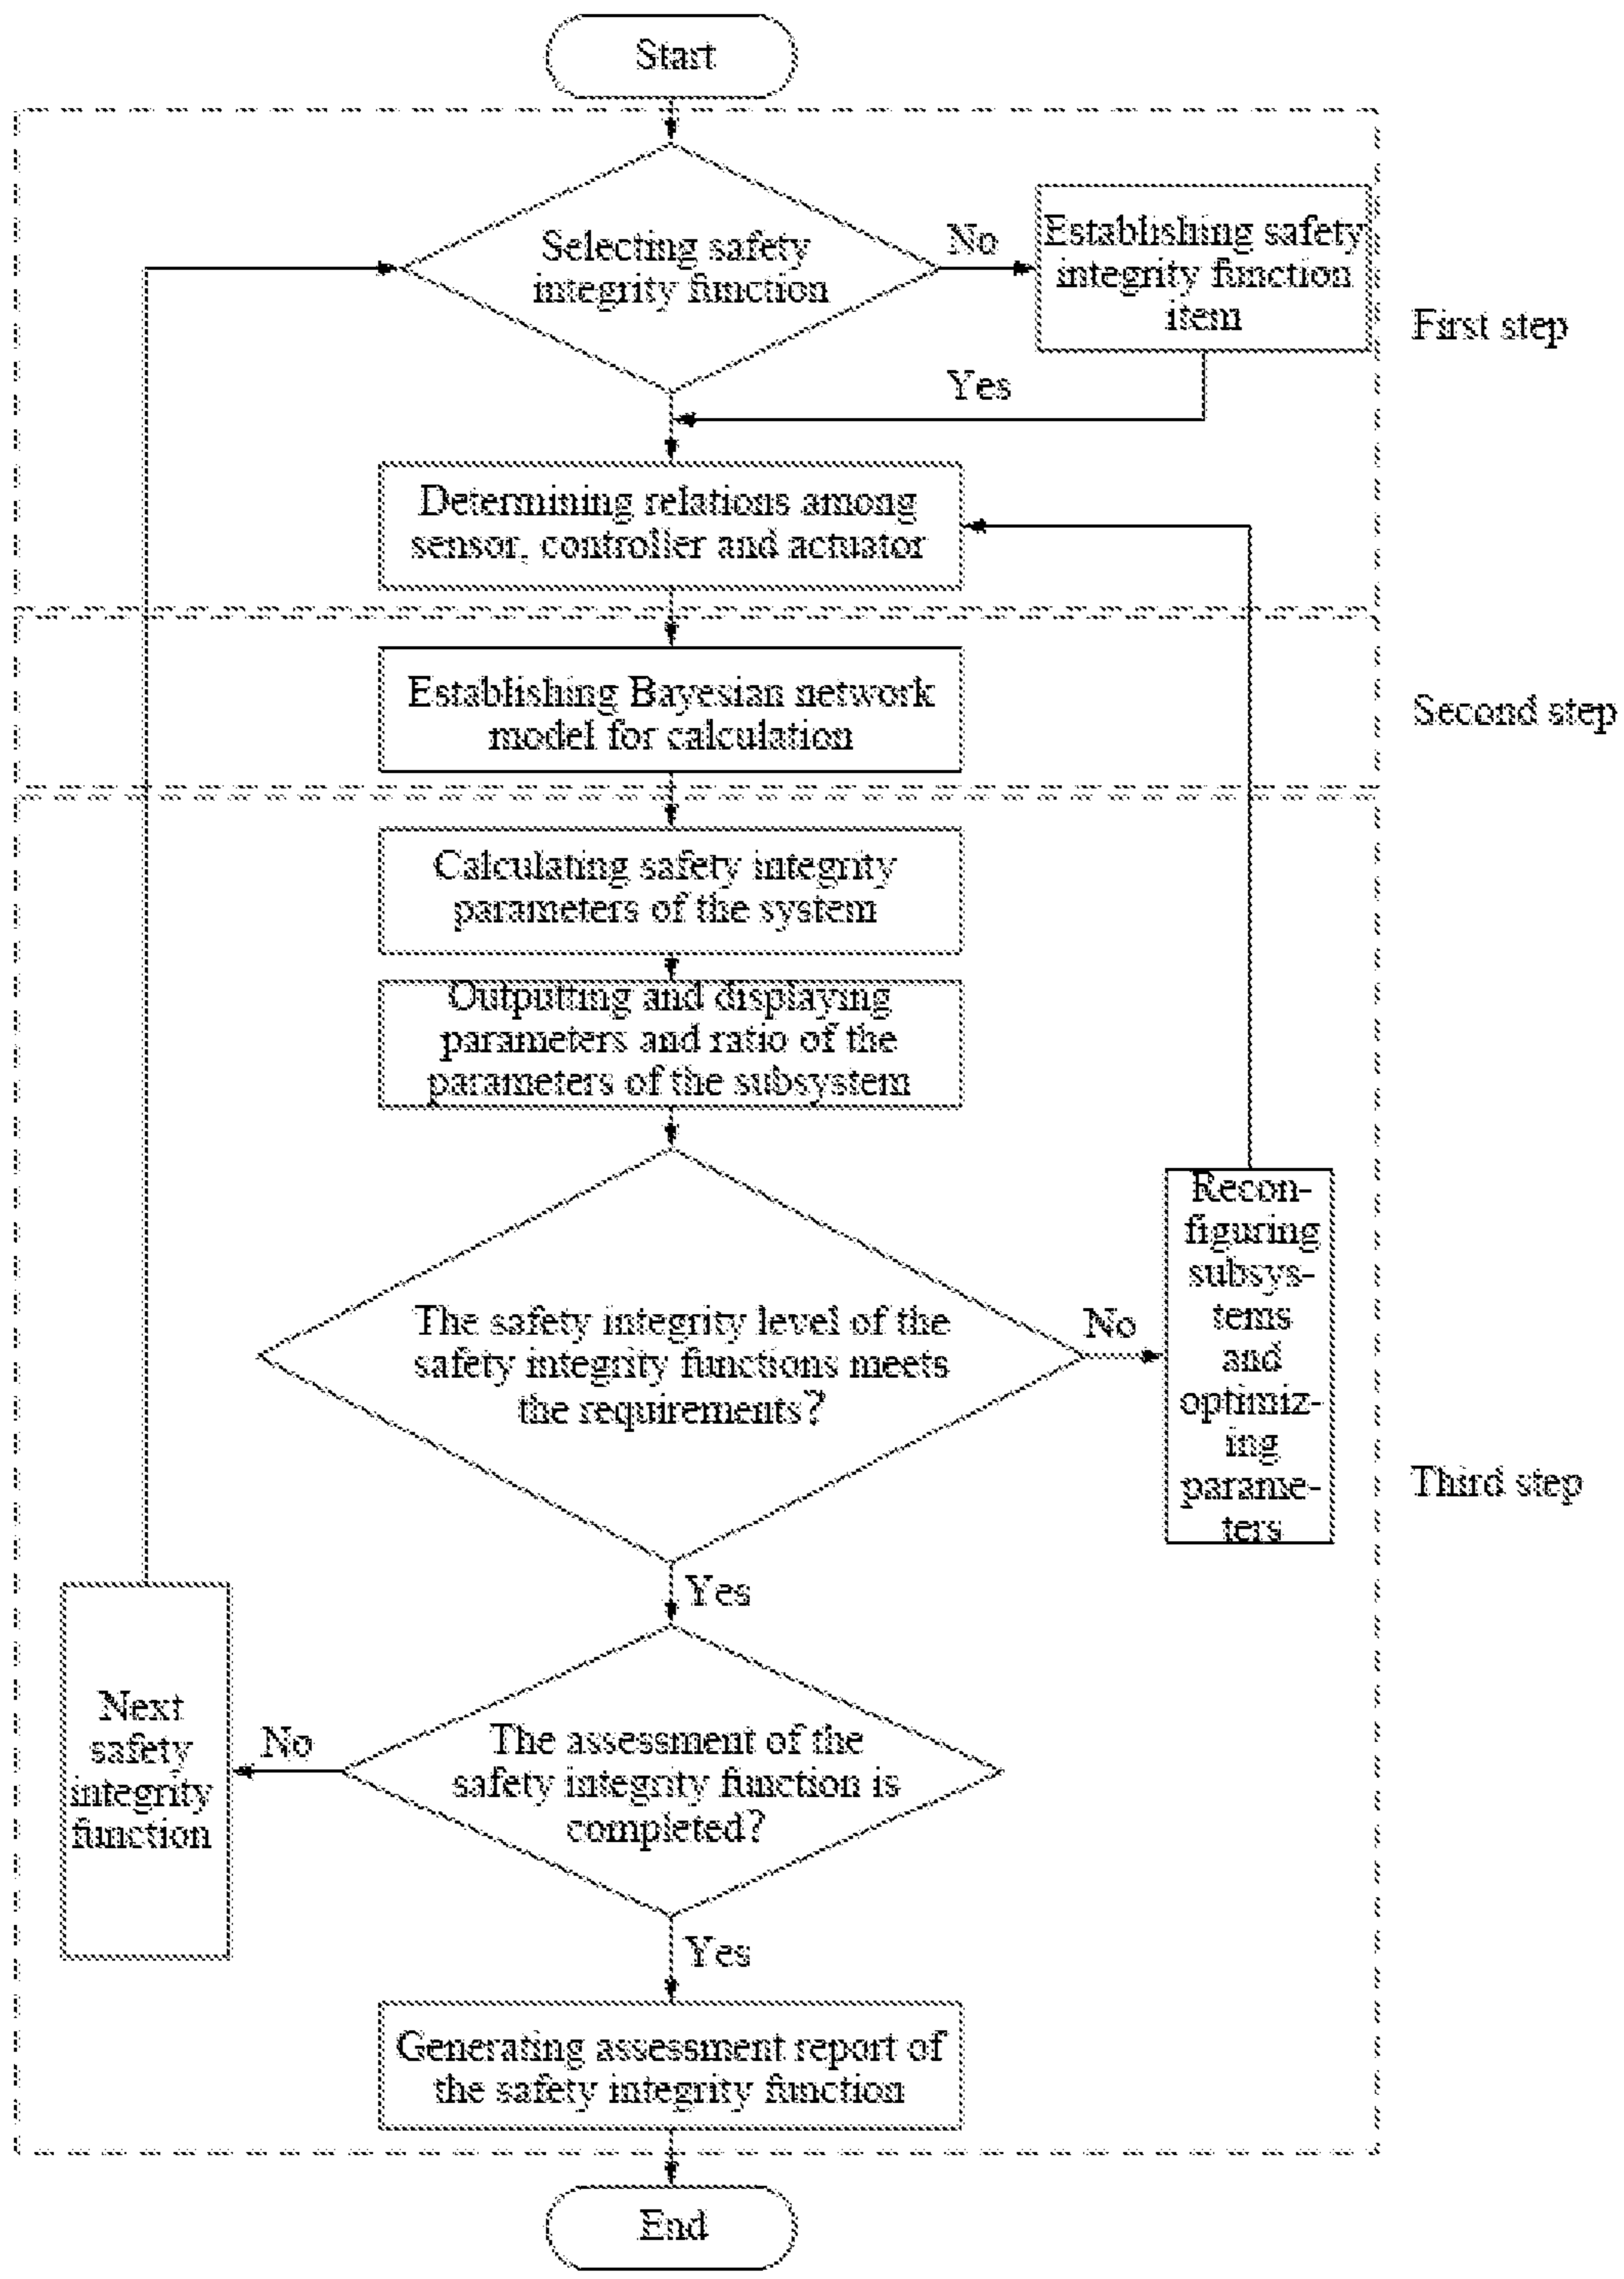 Start
Selecting safety
integrity function
No
Establishing safety
integrity function
item
First step
Yes
Determining relations among
sensor, controller and actuator
Establishing Bayesian network
model for calculation
Second step
Calculating safety integrity
parameters of the system
Outputting and displaying
parameters and ratio of the
parameters of the subsystem
The safety integrity level of the
safety integrity functions meets
the requirements?
No
Recon-
figuring
subsys-
tems
and
optimiz-
ing
parame-
ters
Third step
Yes
Next
safety
integrity
function
No
The assessment of the
safety integrity function is
completed?
Yes
Generating assessment report of
the safety integrity function
End